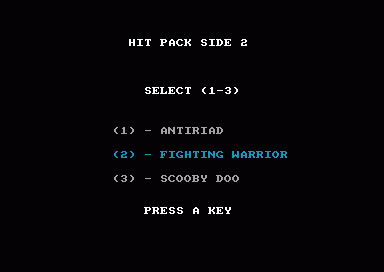 HIT PACK SIDE 2
SELECT (1-3)
(1) - ANTIRIAD
(2) - FIGHTING WARRIOR
(3) - SCOOBY DOO
PRESS A KEY